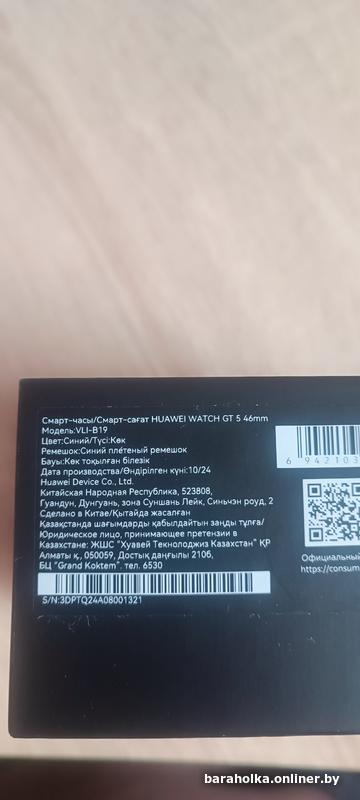 Смарт-часы/Смарт-сағат HUAWEI WATCH GT 5 46mm
Модель:VLI-B19
Цвет:Синий/Түсі:Көк
Ремешок:Синий плётеный ремешок
Бауы:Көк тоқылған білезік
Дата производства/Өндірілген күні:10/24
Huawei Device Co., Ltd.
Китайская Народная Республика, 523808,
Гуандун, Дунгуань, зона Суншань Лейк, Синьчэн роуд, 2
Сделано в Китае/Қытайда жасалған
Қазақстанда шағымдарды қабылдайтын заңды тұлға/
Юридическое лицо, принимающее претензии в
Казахстане: ЖШС "Хуавей Текнолоджиз Казахстан" ҚР
Алматы қ., 050059, Достық даңғылы 210б,
БЦ "Grand Koktem". тел. 6530
S/N:3DPTQ24A08001321
6 942103
Официальный
https://consum
baraholka.onliner.by